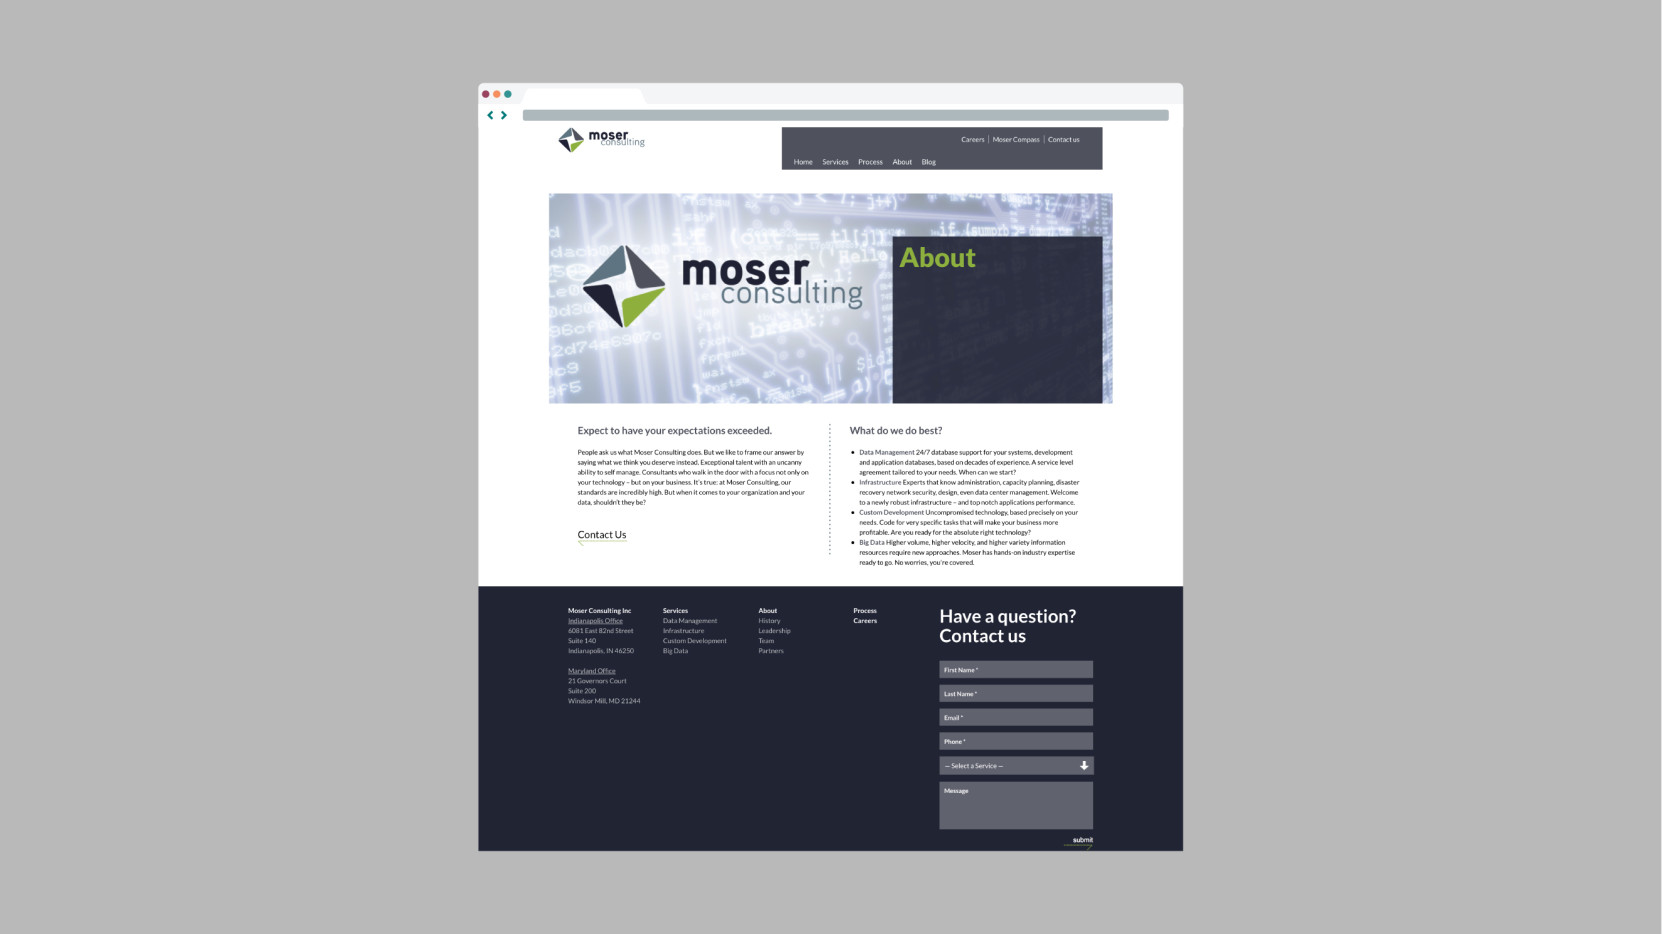 moser
consulting
Careers | Moser Compass | Contact us
Home Services Process About Blog
moser
consulting
About
Expect to have your expectations exceeded.
People ask us what Moser Consulting does. But we like to frame our answer by
saying what we think you deserve instead. Exceptional talent with an uncanny
ability to self manage. Consultants who walk in the door with a focus not only on
your technology – but on your business. It's true: at Moser Consulting, our
standards are incredibly high. But when it comes to your organization and your
data, shouldn't they be?
Contact Us
What do we do best?
• Data Management 24/7 database support for your systems, development
and application databases, based on decades of experience. A service level
agreement tailored to your needs. When can we start?
• Infrastructure Experts that know administration, capacity planning, disaster
recovery network security, design, even data center management. Welcome
to a newly robust infrastructure – and top notch applications performance.
• Custom Development Uncompromised technology, based precisely on your
needs. Code for very specific tasks that will make your business more
profitable. Are you ready for the absolute right technology?
• Big Data Higher volume, higher velocity, and higher variety information
resources require new approaches. Moser has hands-on industry expertise
ready to go. No worries, you're covered.
Moser Consulting Inc
Indianapolis Office
6081 East 82nd Street
Suite 140
Indianapolis, IN 46250
Maryland Office
21 Governors Court
Suite 200
Windsor Mill, MD 21244
Services
Data Management
Infrastructure
Custom Development
Big Data
About
History
Leadership
Team
Partners
Process
Careers
Have a question?
Contact us
First Name *
Last Name *
Email *
Phone *
— Select a Service —
Message
submit